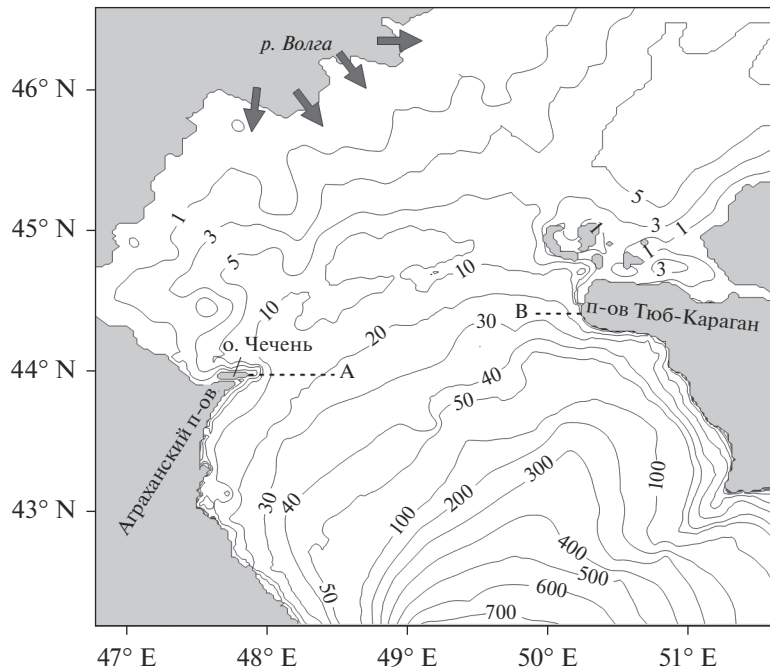 р. Волга
46° N
5
1
45° N
3
1
1
1
3
5
3
10
10
п-ов Тюб-Караган
B
20
30
о. Чечень
44° N
A
40
50
Аграханский п-ов
100
300
200
100
30
40
43° N
400
500
50
600
700
47° E
48° E
49° E
50° E
51° E